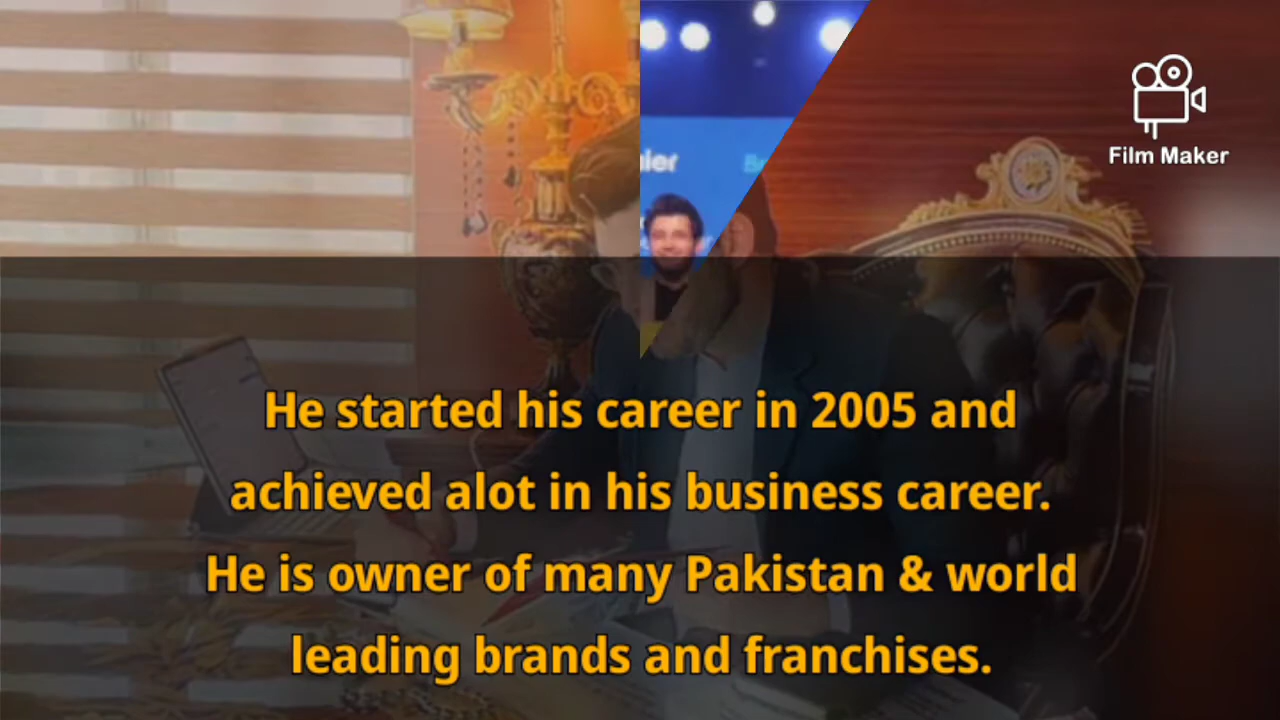 Film Maker
He started his career in 2005 and
achieved alot in his business career.
He is owner of many Pakistan & world
leading brands and franchises.